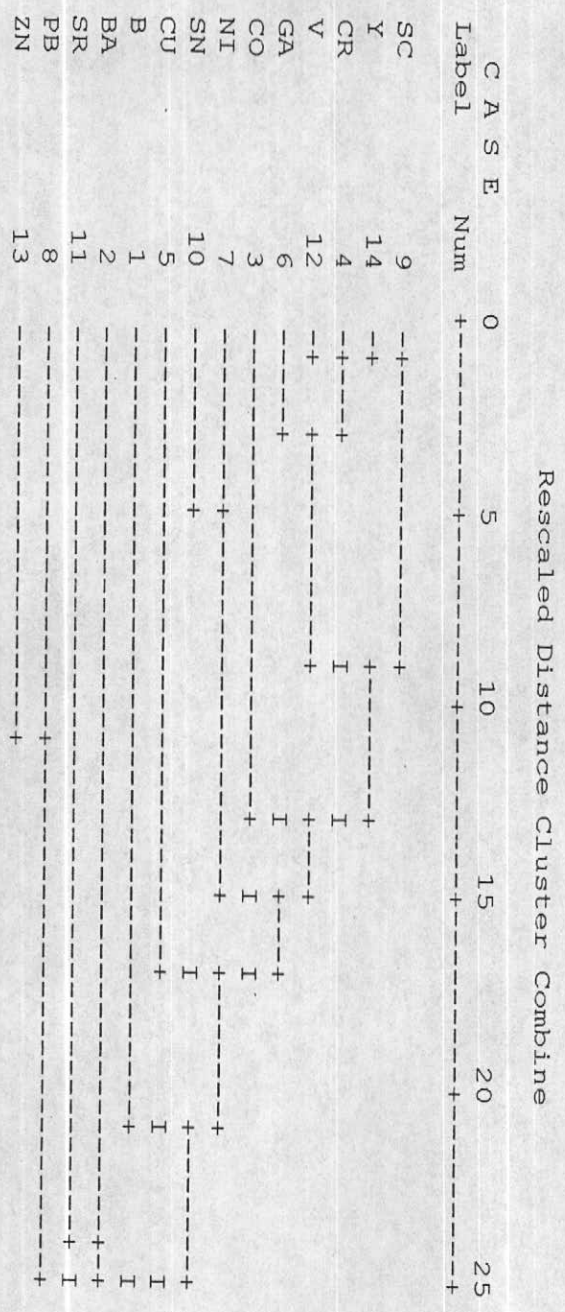 Rescaled Distance Cluster Combine
C A S E 0 5 10 15 20 25
Label Num +---------+---------+---------+---------+---------+
SC 9 -+---------------+
Y 14 -+               +-------+
CR 4 -+---+           I       I
V 12 -+   +-----------+       +---+
GA 6 -----+                   I   +---+
CO 3 -------------------------+   I   I
NI 7 ---------+-------------------+   +-------+
SN 10 ---------+                       I       +-------+
CU 5 ---------------------------------+       I       I
B 1 -----------------------------------------+       I
BA 2 -----------------------------------------------+-+
SR 11 -----------------------------------------------+ I
PB 8 ---------------------+---------------------------+
ZN 13 ---------------------+